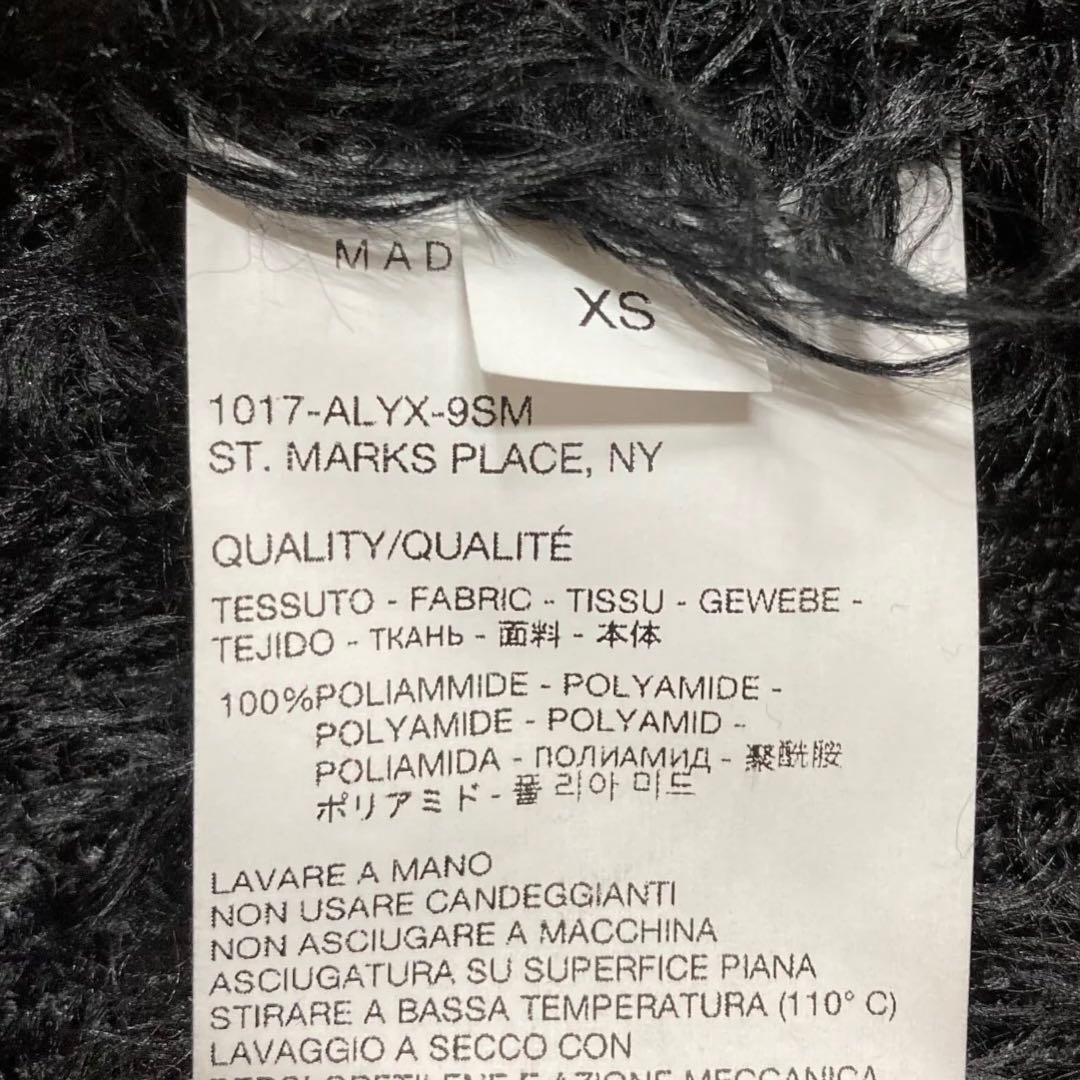 MAD
XS
1017-ALYX-9SM
ST. MARKS PLACE, NY
QUALITY/QUALITÉ
TESSUTO - FABRIC - TISSU - GEWEBE -
TEJIDO - ТКАНЬ - 面料 - 本体
100%POLIAMMIDE - POLYAMIDE -
POLYAMIDE - POLYAMID -
POLIAMIDA - ПОЛИАМИД - 聚酰胺
ポリアミド - 폴리아미드
LAVARE A MANO
NON USARE CANDEGGIANTI
NON ASCIUGARE A MACCHINA
ASCIUGATURA SU SUPERFICE PIANA
STIRARE A BASSA TEMPERATURA (110° C)
LAVAGGIO A SECCO CON
E AZIONE MECCANICA